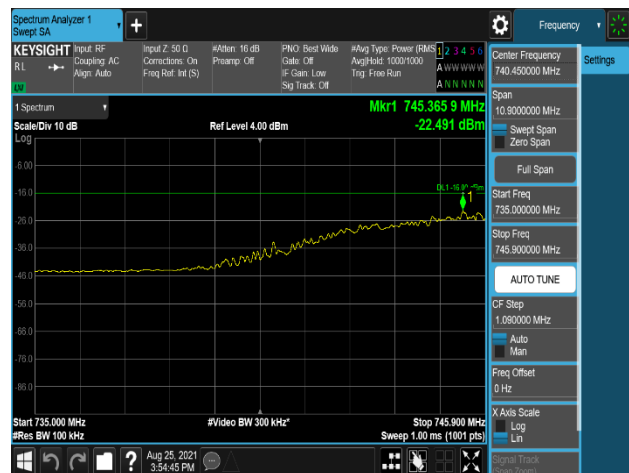 Spectrum Analyzer 1
Swept SA
Frequency
KEYSIGHT
Input: RF
Input Z: 50 Ω
#Atten: 16 dB
PNO: Best Wide
#Avg Type: Power (RMS
1 2 3 4 5 6
RL
Coupling: AC
Corrections: On
Preamp: Off
Gate: Off
Avg|Hold: 1000/1000
A W W W W W
Align: Auto
Freq Ref: Int (S)
IF Gain: Low
Trig: Free Run
Sig Track: Off
A N N N N N
Center Frequency
740.450000 MHz
Settings
Span
10.9000000 MHz
Swept Span
Zero Span
Full Span
Start Freq
735.000000 MHz
Stop Freq
745.900000 MHz
AUTO TUNE
CF Step
1.090000 MHz
Auto
Man
Freq Offset
0 Hz
X Axis Scale
Log
Lin
Signal Track
(Span Zoom)
1 Spectrum
Mkr1 745.365 9 MHz
Scale/Div 10 dB
Ref Level 4.00 dBm
-22.491 dBm
Log
-6.00
-16.0
DL1
1
-26.0
-36.0
-46.0
-56.0
-66.0
-76.0
-86.0
Start 735.000 MHz
#Video BW 300 kHz*
Stop 745.900 MHz
#Res BW 100 kHz
Sweep 1.00 ms (1001 pts)
?
Aug 25, 2021
3:54:45 PM